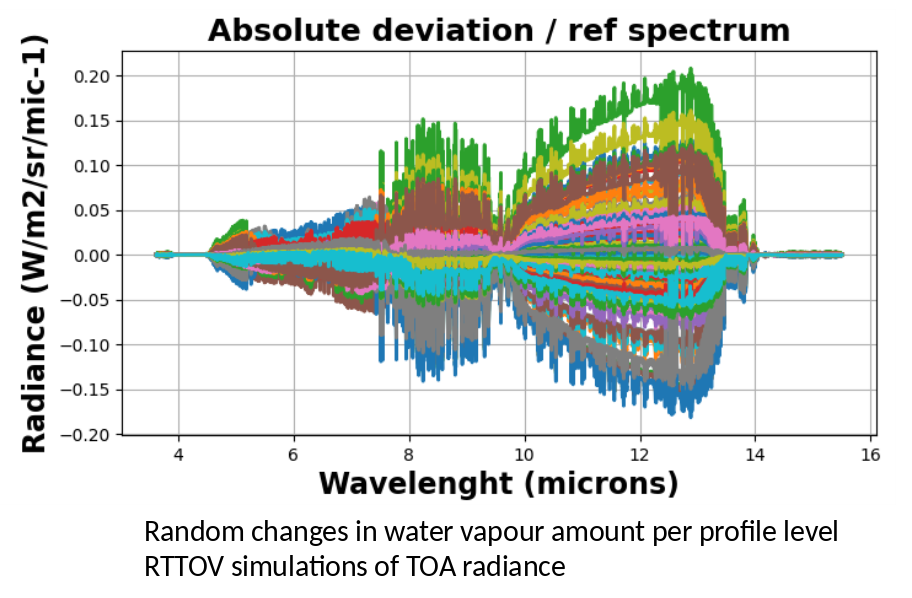 Absolute deviation / ref spectrum
Radiance (W/m2/sr/mic-1)
0.20
0.15
0.10
0.05
0.00
−0.05
−0.10
−0.15
−0.20
4 6 8 10 12 14 16
Wavelenght (microns)
Random changes in water vapour amount per profile level
RTTOV simulations of TOA radiance